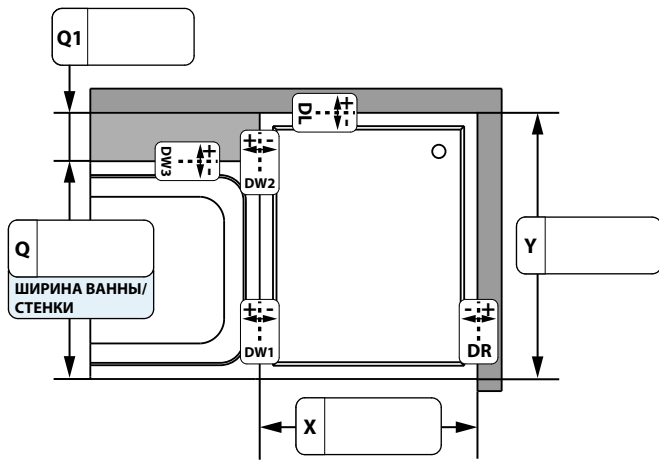 Q1
DL
+ -
DW3
+ -
+ -
DW2
Q
ШИРИНА ВАННЫ/
СТЕНКИ
Y
+ -
DW1
- +
DR
X